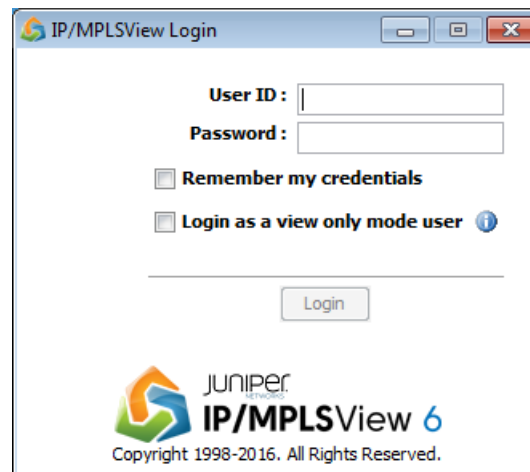 IP/MPLSView Login
User ID :
Password :
Remember my credentials
Login as a view only mode user
Login
JUNIPER
NETWORKS
IP/MPLSView 6
Copyright 1998-2016. All Rights Reserved.